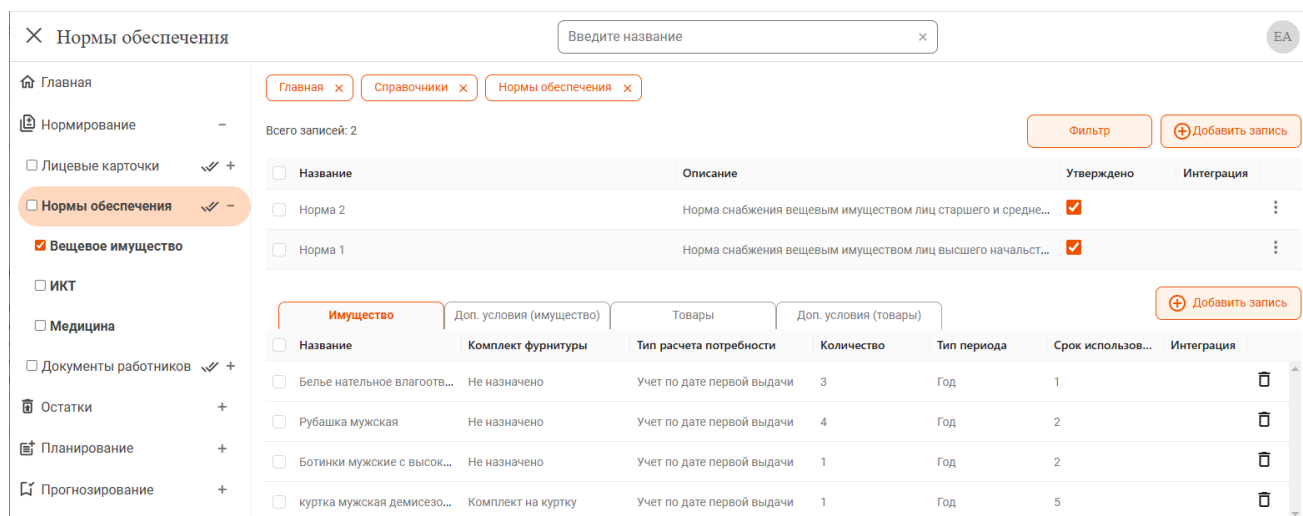 Нормы обеспечения
Введите название
EA
Главная
Главная Справочники Нормы обеспечения
Нормирование
Всего записей: 2
Фильтр
Добавить запись
Лицевые карточки
Название Описание Утверждено Интеграция
Нормы обеспечения
Норма 2 Норма снабжения вещевым имуществом лиц старшего и средне...
Вещевое имущество
Норма 1 Норма снабжения вещевым имуществом лиц высшего начальст...
ИКТ
Добавить запись
Имущество Доп. условия (имущество) Товары Доп. условия (товары)
Медицина
Название Комплект фурнитуры Тип расчета потребности Количество Тип периода Срок использов... Интеграция
Документы работников
Белье нательное влагоотв... Не назначено Учет по дате первой выдачи 3 Год 1
Остатки
Рубашка мужская Не назначено Учет по дате первой выдачи 4 Год 2
Планирование
Ботинки мужские с высок... Не назначено Учет по дате первой выдачи 1 Год 2
Прогнозирование
куртка мужская демисезо... Комплект на куртку Учет по дате первой выдачи 1 Год 5